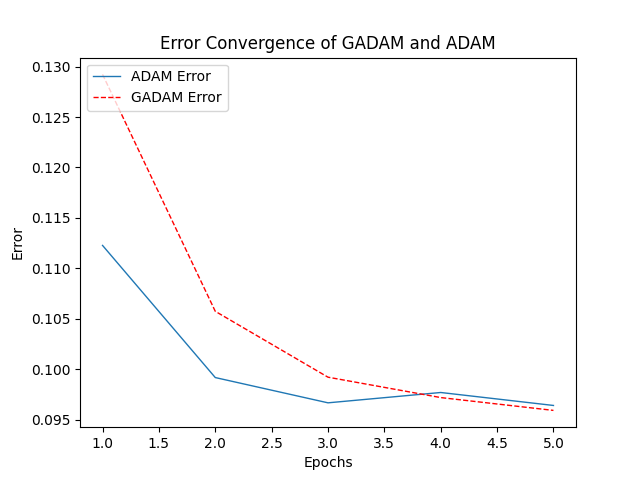 Error Convergence of GADAM and ADAM
ADAM Error
GADAM Error
0.130
0.125
0.120
0.115
0.110
0.105
0.100
0.095
Error
1.0 1.5 2.0 2.5 3.0 3.5 4.0 4.5 5.0
Epochs